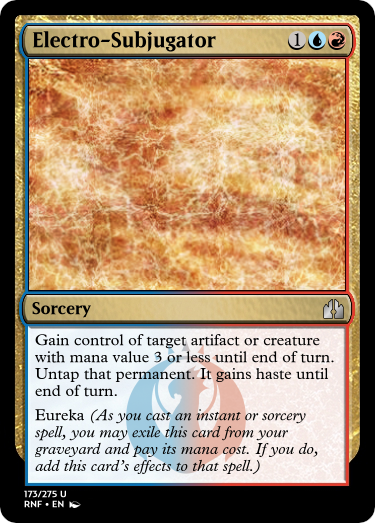 Electro-Subjugator 1
Sorcery
Gain control of target artifact or creature
with mana value 3 or less until end of turn.
Untap that permanent. It gains haste until
end of turn.
Eureka (As you cast an instant or sorcery
spell, you may exile this card from your
graveyard and pay its mana cost. If you do,
add this card's effects to that spell.)
173/275 U
RNF • EN